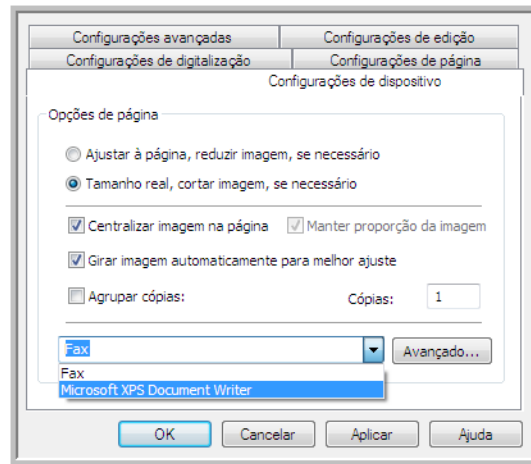 Configurações avançadas
Configurações de edição
Configurações de digitalização
Configurações de página
Configurações de dispositivo
Opções de página
Ajustar à página, reduzir imagem, se necessário
Tamanho real, cortar imagem, se necessário
Centralizar imagem na página
Manter proporção da imagem
Girar imagem automaticamente para melhor ajuste
Agrupar cópias:
Cópias:
1
Fax
Avançado...
Fax
Microsoft XPS Document Writer
OK
Cancelar
Aplicar
Ajuda